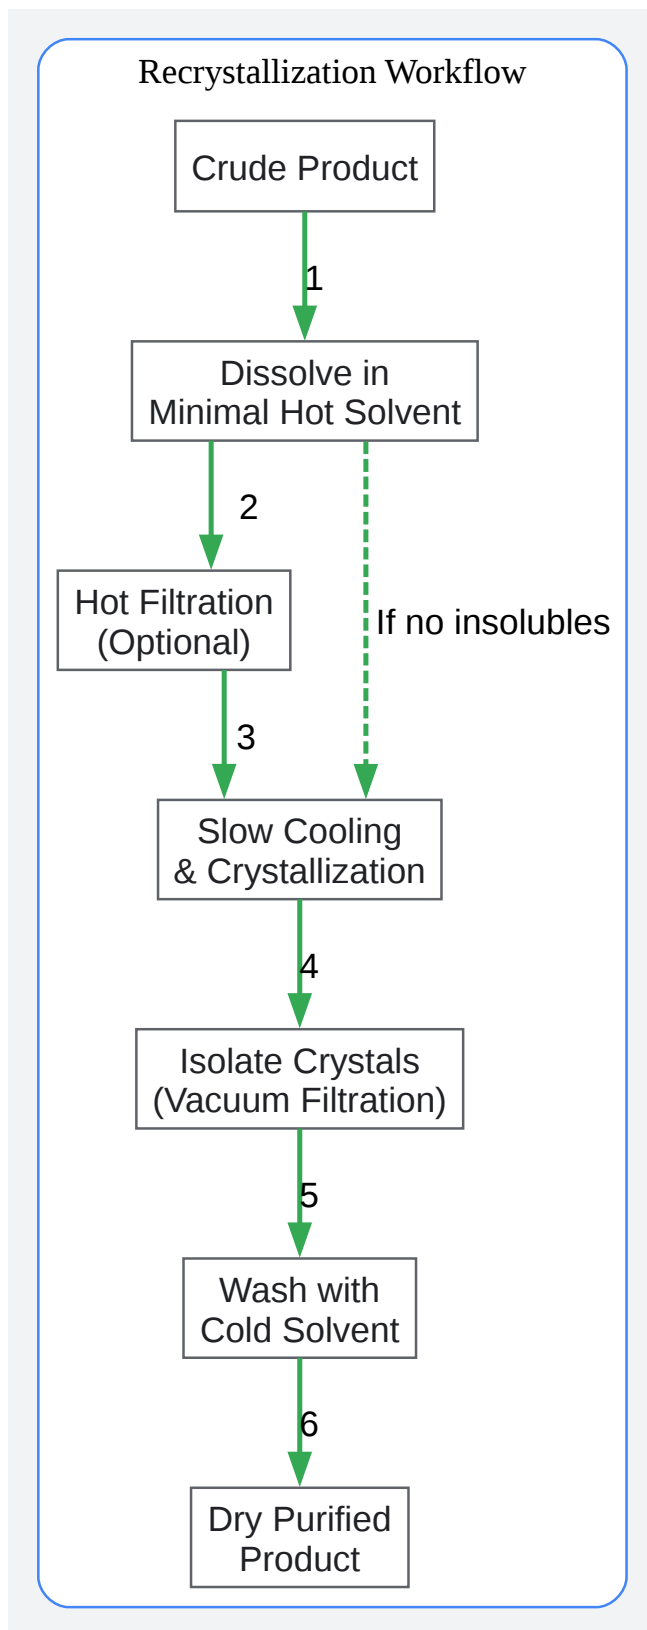 Recrystallization Workflow
Crude Product
1
Dissolve in
Minimal Hot Solvent
2
Hot Filtration
(Optional)
If no insolubles
3
Slow Cooling
& Crystallization
4
Isolate Crystals
(Vacuum Filtration)
5
Wash with
Cold Solvent
6
Dry Purified
Product